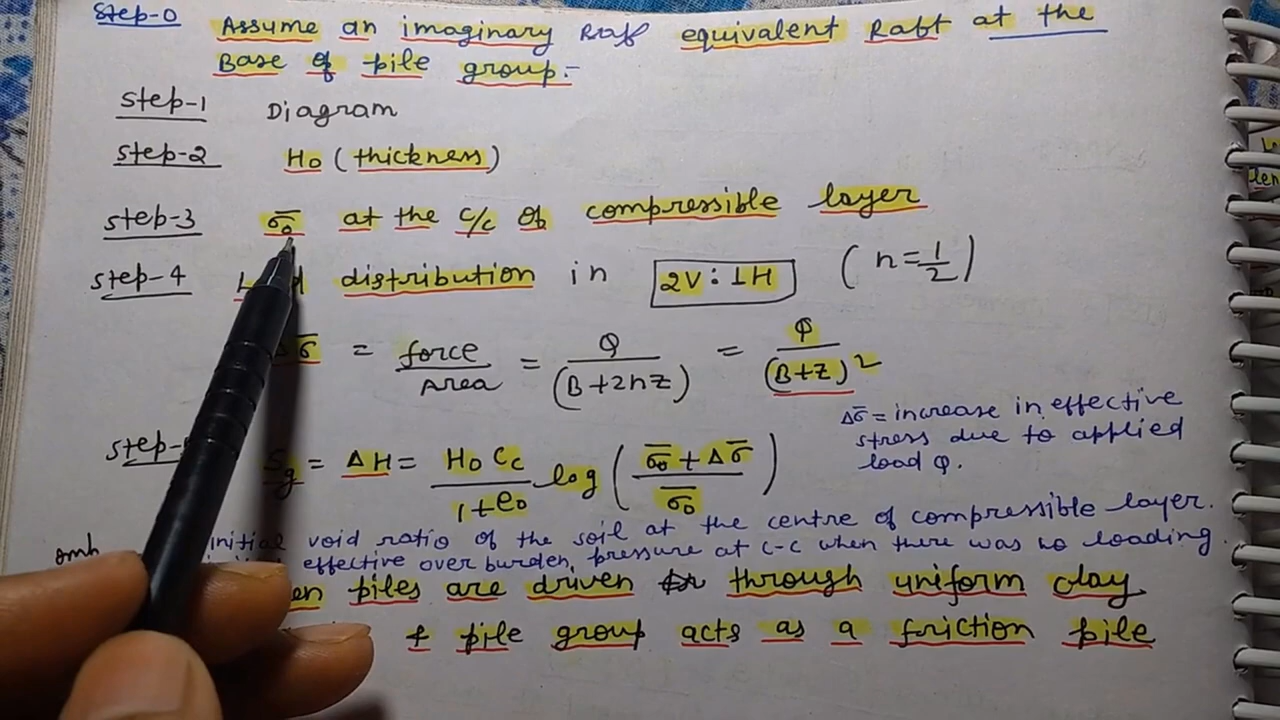 Step-0 Assume an imaginary Raf equivalent Raft at the
Base of pile group:-
Step-1 Diagram
Step-2 H₀ (thickness)
Step-3 σ̅₀ at the c/c of compressible layer
Step-4 distribution in 2V:1H (n=1/2)
σ̅ = force/Area = Q/(B+2nz) = Q/(B+z)²
Δσ̅ = increase in effective
stress due to applied
load Q.
Step- Sg = ΔH = H₀Cc/1+e₀ log(σ̅₀+Δσ̅/σ̅₀)
initial void ratio of the soil at the centre of compressible layer.
effective over burden pressure at c-c when there was no loading.
piles are driven through uniform clay
+ pile group acts as a friction pile